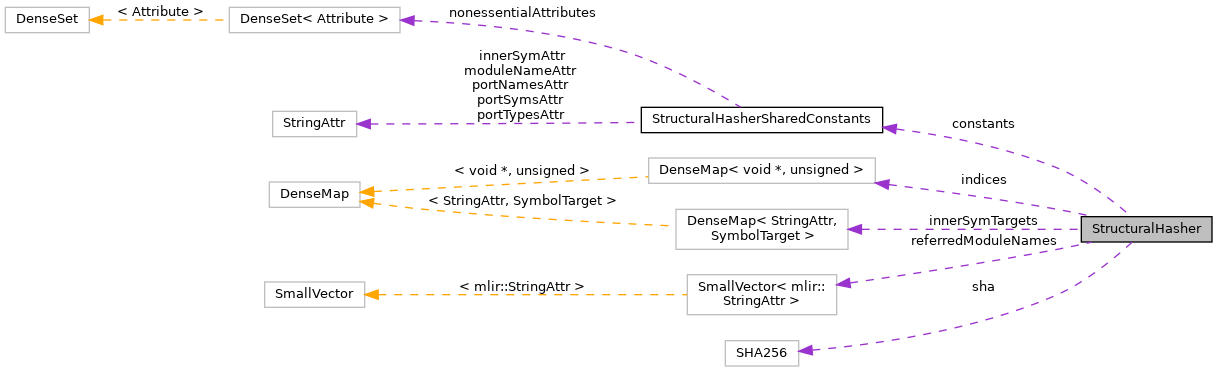 DenseSet
< Attribute >
DenseSet< Attribute >
nonessentialAttributes
innerSymAttr
moduleNameAttr
portNamesAttr
portSymsAttr
portTypesAttr
StringAttr
StructuralHasherSharedConstants
constants
DenseMap
< void *, unsigned >
DenseMap< void *, unsigned >
indices
< StringAttr, SymbolTarget >
DenseMap< StringAttr,
SymbolTarget >
innerSymTargets
StructuralHasher
referredModuleNames
SmallVector
< mlir::StringAttr >
SmallVector< mlir::
StringAttr >
sha
SHA256